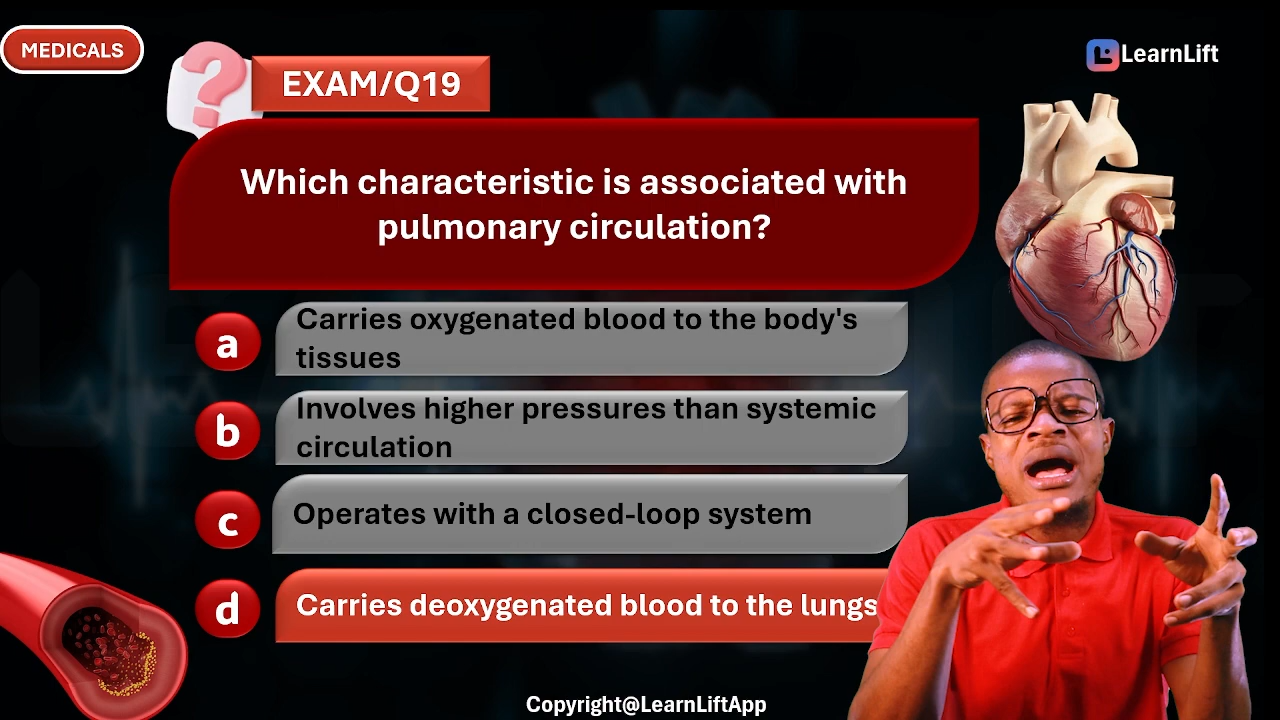 MEDICALS
LearnLift
?
EXAM/Q19
Which characteristic is associated with
pulmonary circulation?
a
Carries oxygenated blood to the body's
tissues
b
Involves higher pressures than systemic
circulation
c
Operates with a closed-loop system
d
Carries deoxygenated blood to the lungs
Copyright@LearnLiftApp